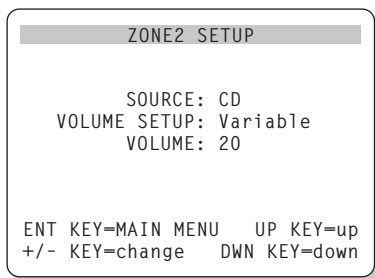 ZONE2 SETUP
SOURCE: CD
VOLUME SETUP: Variable
VOLUME: 20
ENT KEY=MAIN MENU UP KEY=up
+/- KEY=change DWN KEY=down